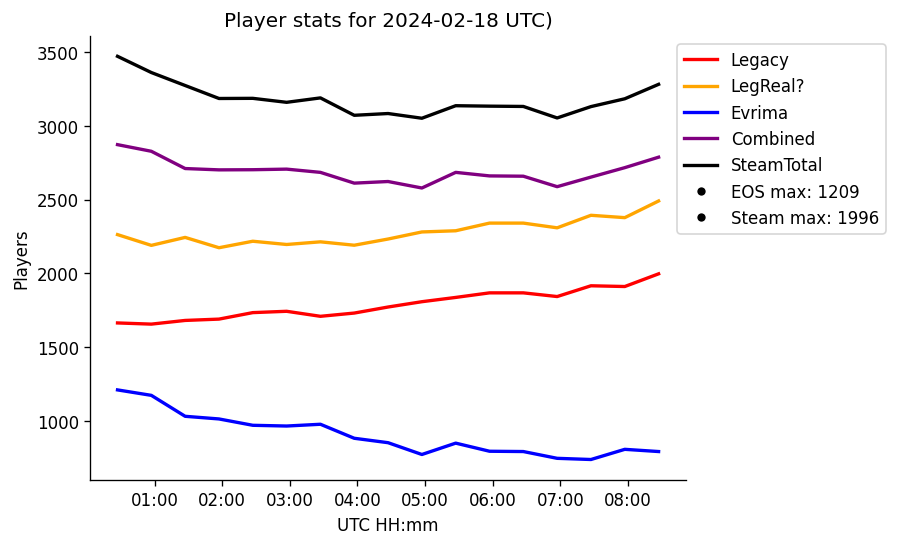 Player stats for 2024-02-18 UTC)
3500
3000
2500
2000
1500
1000
Players
01:00 02:00 03:00 04:00 05:00 06:00 07:00 08:00
UTC HH:mm
Legacy
LegReal?
Evrima
Combined
SteamTotal
EOS max: 1209
Steam max: 1996